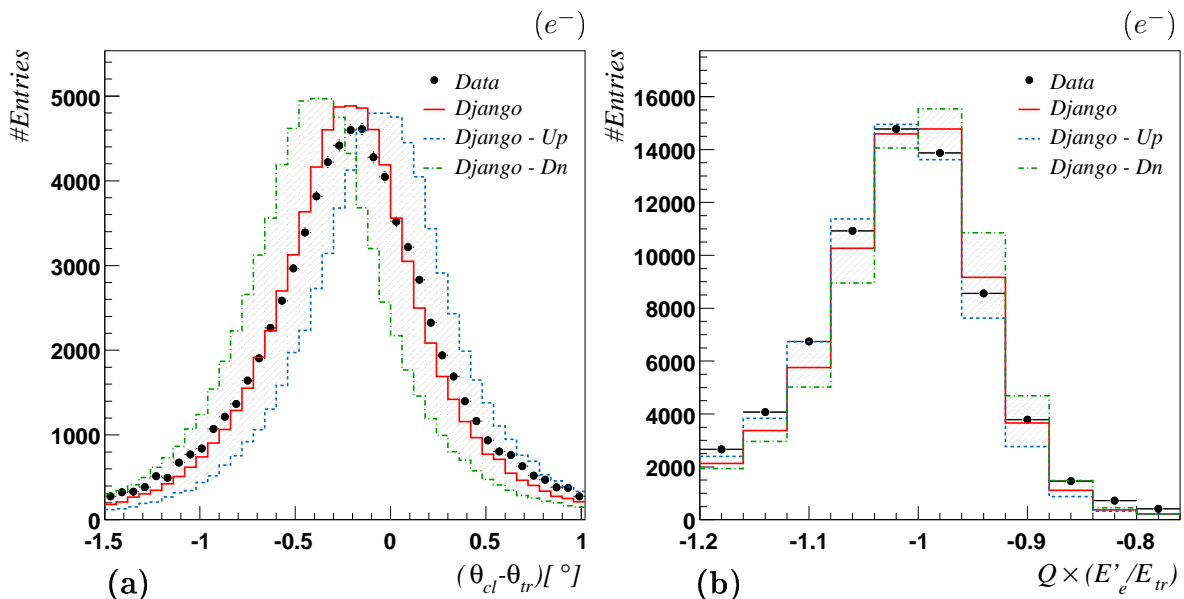 (e⁻)
#Entries
5000
4000
3000
2000
1000
0
-1.5
-1
-0.5
0
0.5
1
Data
Django
Django - Up
Django - Dn
(a)
(θcl-θtr)[ °]
(e⁻)
#Entries
16000
14000
12000
10000
8000
6000
4000
2000
0
-1.2
-1.1
-1
-0.9
-0.8
Data
Django
Django - Up
Django - Dn
(b)
Q × (E'e/Etr)